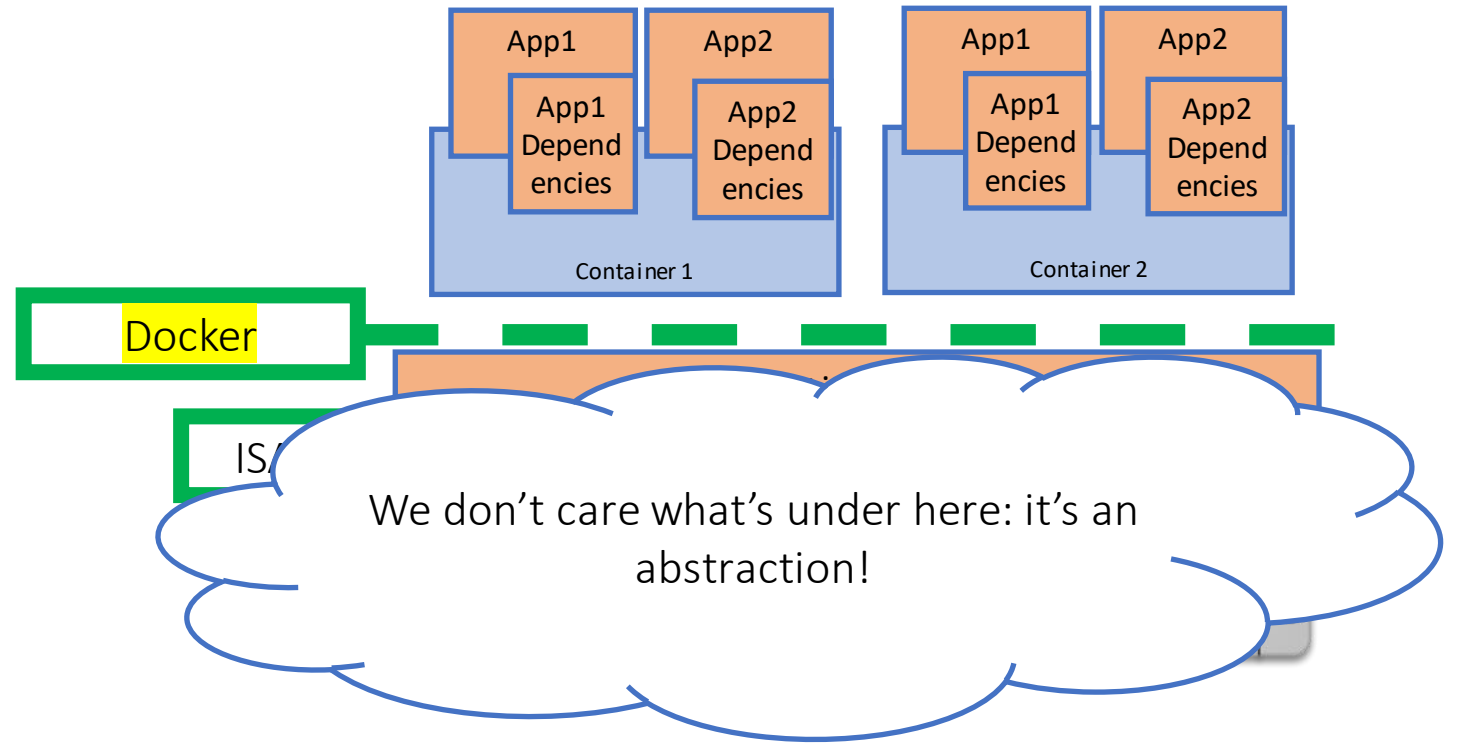 App1
App2
App1
Depend
encies
App2
Depend
encies
Container 1
App1
App2
App1
Depend
encies
App2
Depend
encies
Container 2
Docker
We don’t care what’s under here: it’s an
abstraction!